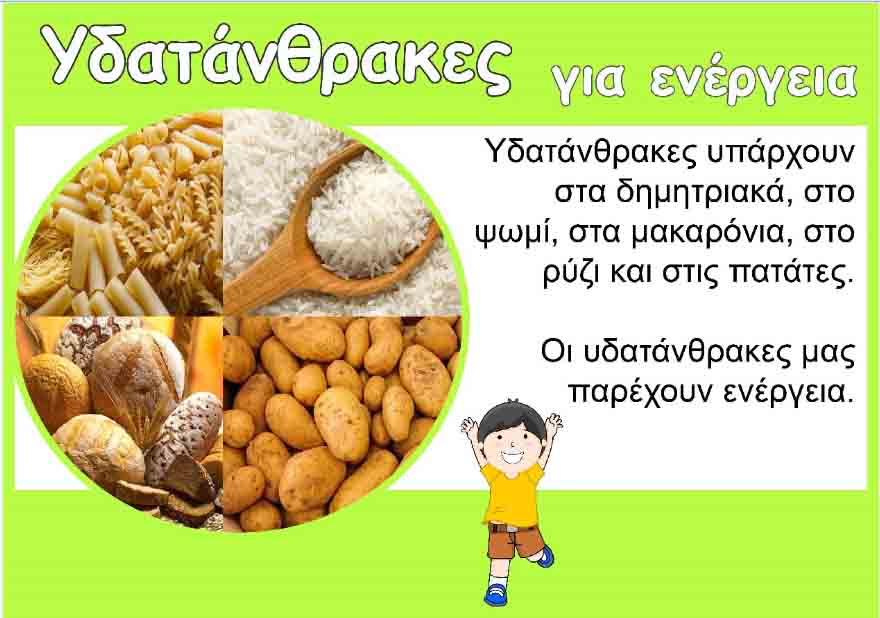 Υδατάνθρακες για ενέργεια
Υδατάνθρακες υπάρχουν
στα δημητριακά, στο
ψωμί, στα μακαρόνια, στο
ρύζι και στις πατάτες.
Οι υδατάνθρακες μας
παρέχουν ενέργεια.